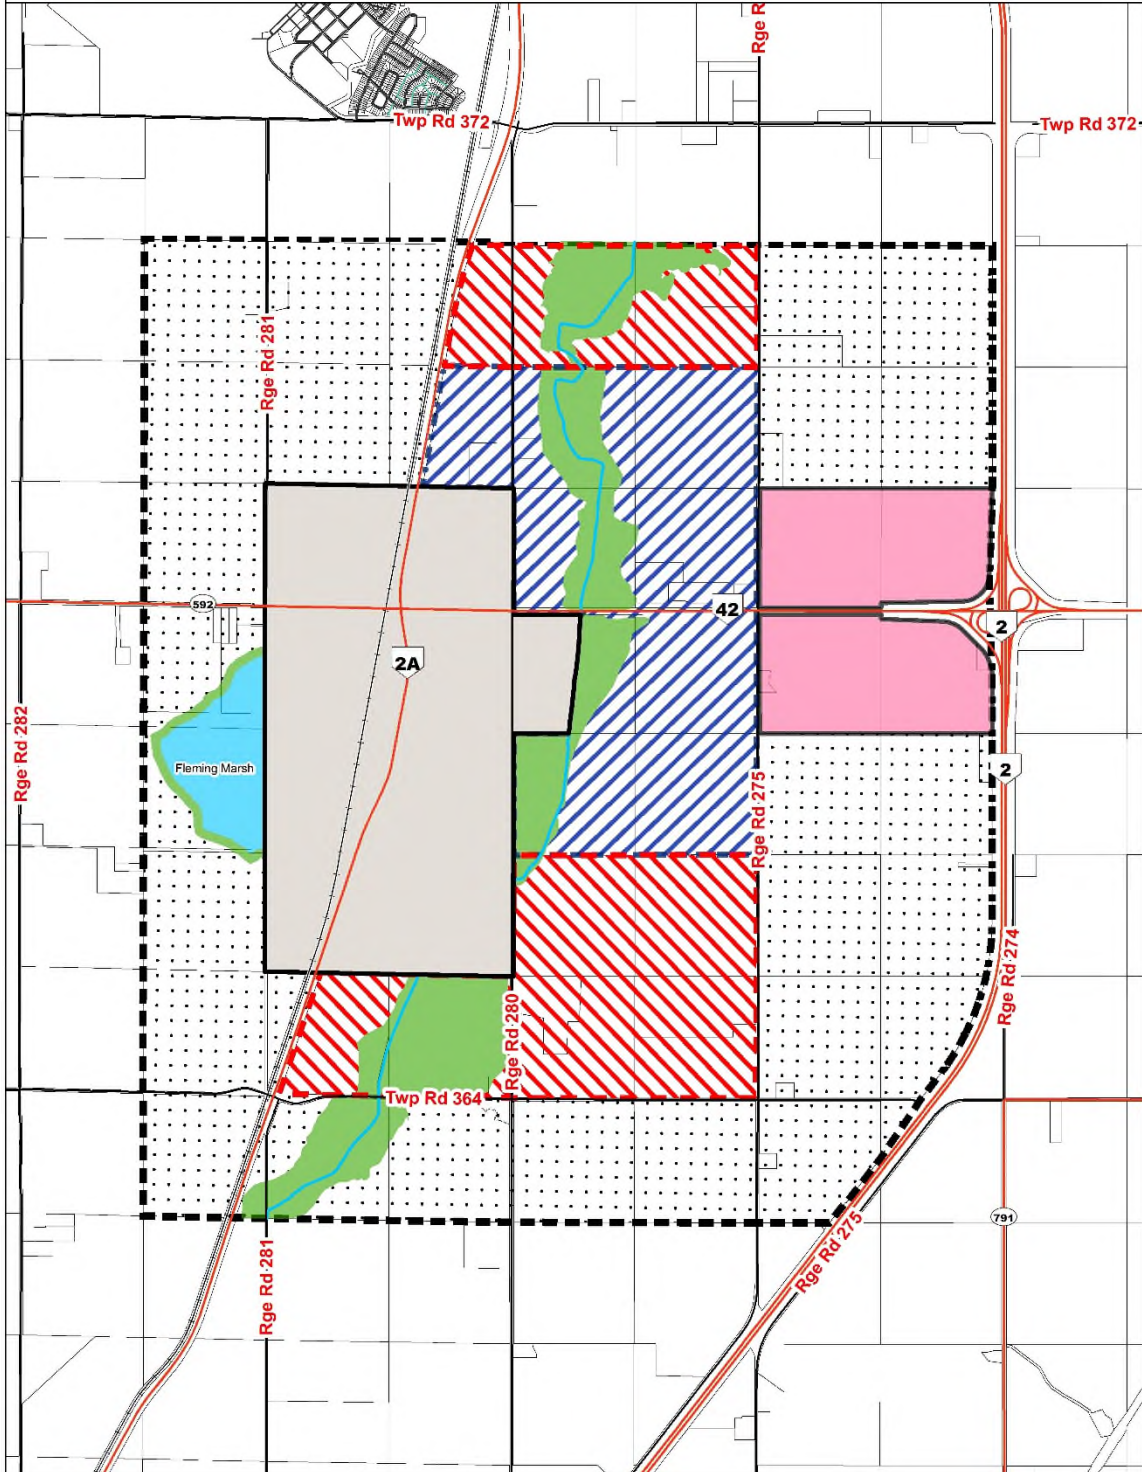 Rge R
Twp Rd 372
Twp Rd 372
Rge Rd 281
592
42
2
2A
Rge Rd 282
Fleming Marsh
2
Rge Rd 275
Rge Rd 274
Rge Rd 280
Twp Rd 364
791
Rge Rd 281
Rge Rd 275